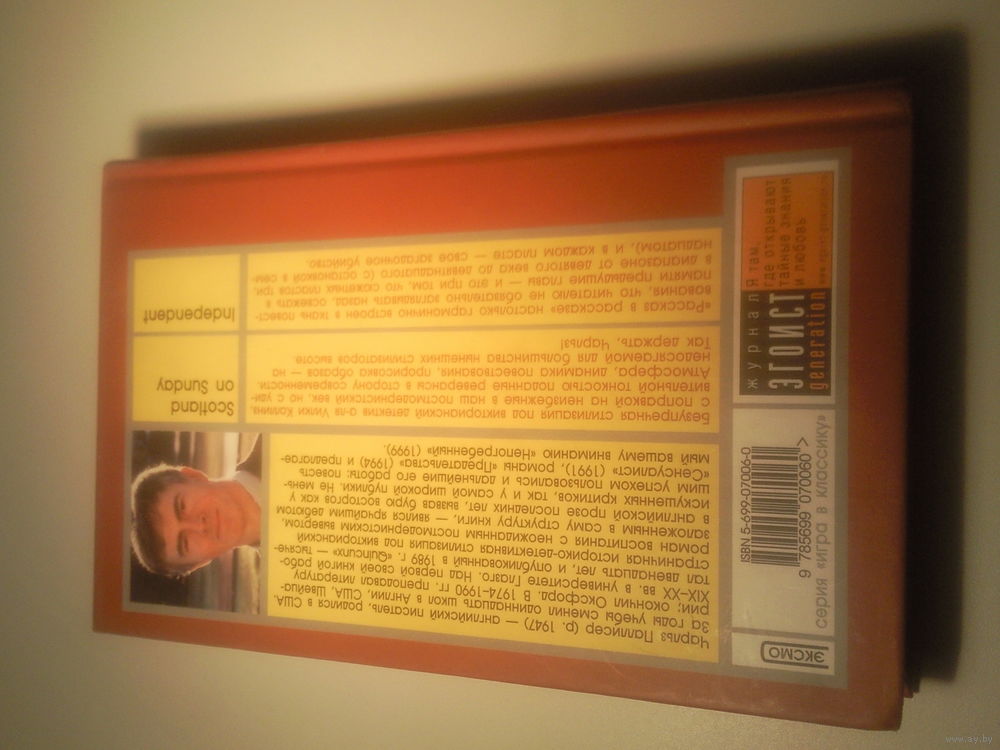 Чарльз Паллисер (р. 1947) — английский писатель, родился в США.
За годы учебы сменил одиннадцать школ в Англии, США, Швейца-
рии; окончил Оксфорд. В 1974–1990 гг. преподавал литературу
XIX–XX вв. в университете Глазго. Над первой своей книгой рабо-
тал двенадцать лет, и опубликованный в 1989 г. «Quincunx» — тысяче-
страничная историко-детективная стилизация под викторианский
роман воспитания с неожиданным постмодернистским вывертом,
заложенным в саму структуру книги, — явился ярчайшим дебютом
в английской прозе последних лет, вызвав бурю восторгов как у
искушенных критиков, так и у самой широкой публики. Не мень-
шим успехом пользовались и дальнейшие его работы: повесть
«Сенсуалист» (1991), романы «Предательства» (1994) и предлагае-
мый вашему вниманию «Непогребенный» (1999).
Безупречная стилизация под викторианский детектив а-ля Уилки Коллинз
с поправкой на неизбежные в наш постмодернистский век, но с уди-
вительной тонкостью поданные реверансы в сторону современности.
Атмосфера, динамика повествования, прорисовка образов — на
недосягаемой для большинства нынешних стилизаторов высоте.
Так держать, Чарльз!
Scotland
on Sunday
«Рассказ в рассказе» настолько гармонично встроен в ткань повест-
вования, что читателю не обязательно заглядывать назад, освежать в
памяти предыдущие главы — и это при том, что сюжетных пластов три,
в диапазоне от девятого века до девятнадцатого (с остановкой в сем-
надцатом), и в каждом пласте — свое загадочное убийство.
Independent
ЭКСМО
серия «игра в классику»
ISBN 5-699-07006-0
9 785699 070060 >
журнал
ЭГОИСТ
generation
Я там,
где открывают
тайные знания
и любовь
www.ay.by